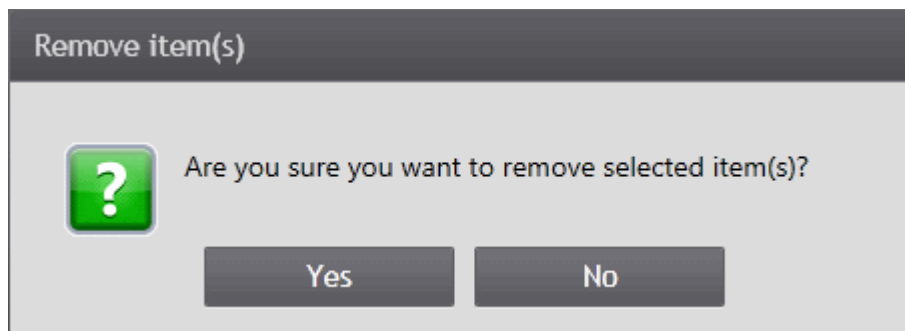 Remove item(s)
?
Are you sure you want to remove selected item(s)?
Yes No